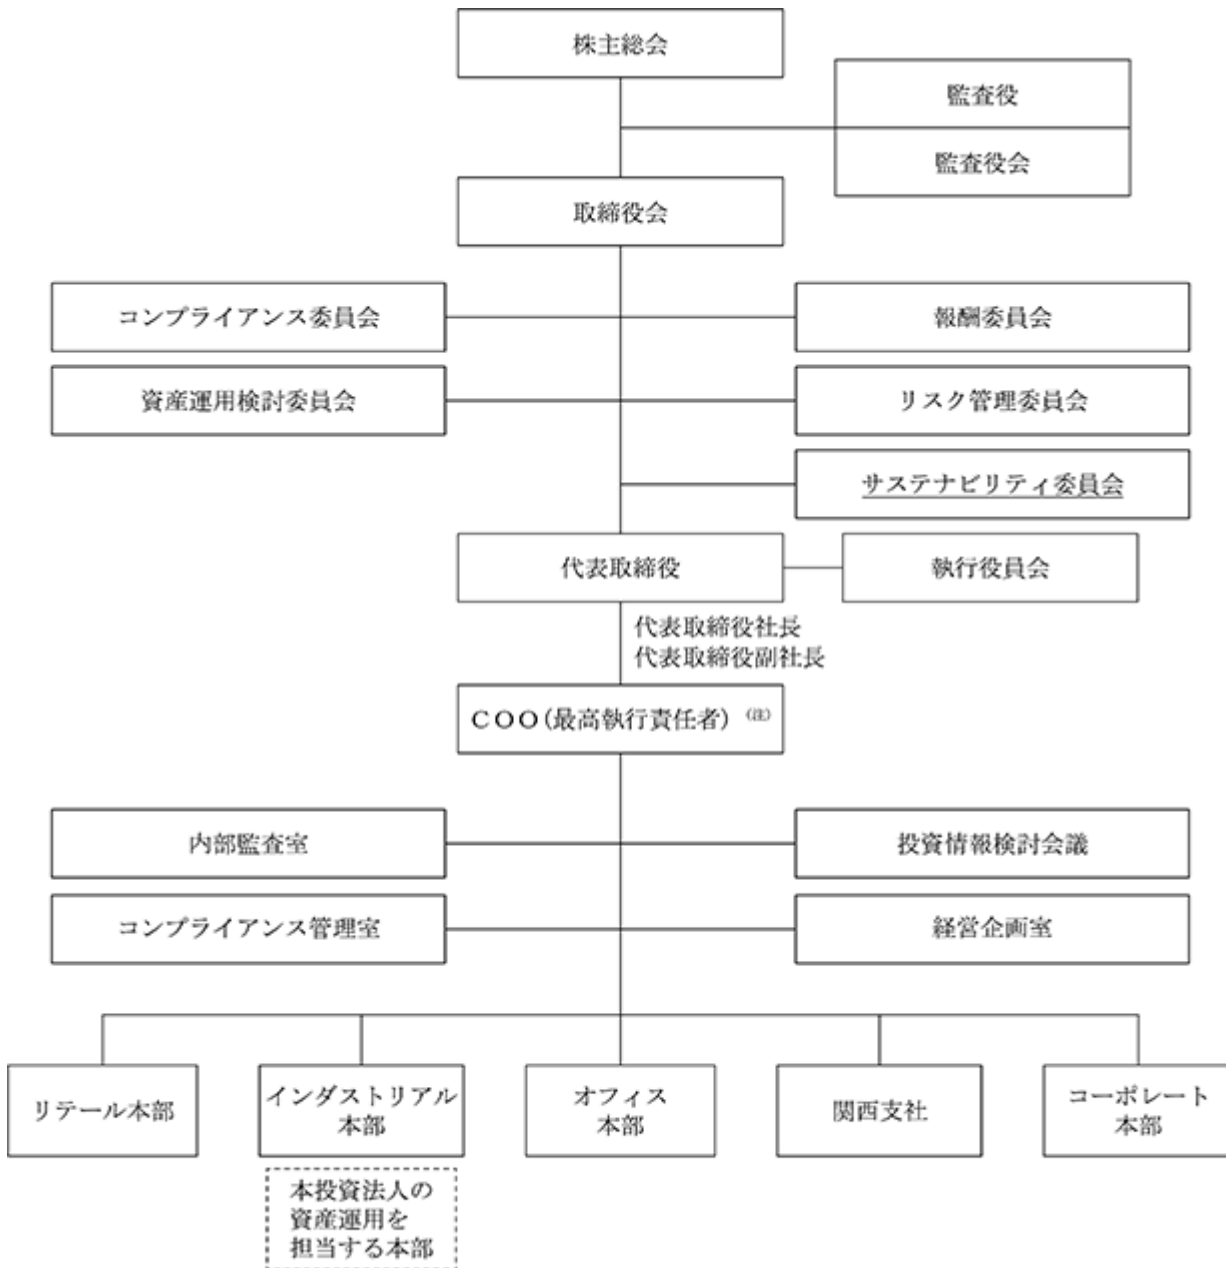 株主総会
監査役
監査役会
取締役会
コンプライアンス委員会
報酬委員会
資産運用検討委員会
リスク管理委員会
サステナビリティ委員会
代表取締役
執行役員会
代表取締役社長
代表取締役副社長
COO(最高執行責任者) (注)
内部監査室
投資情報検討会議
コンプライアンス管理室
経営企画室
リテール本部
インダストリアル
本部
オフィス
本部
関西支社
コーポレート
本部
本投資法人の
資産運用を
担当する本部